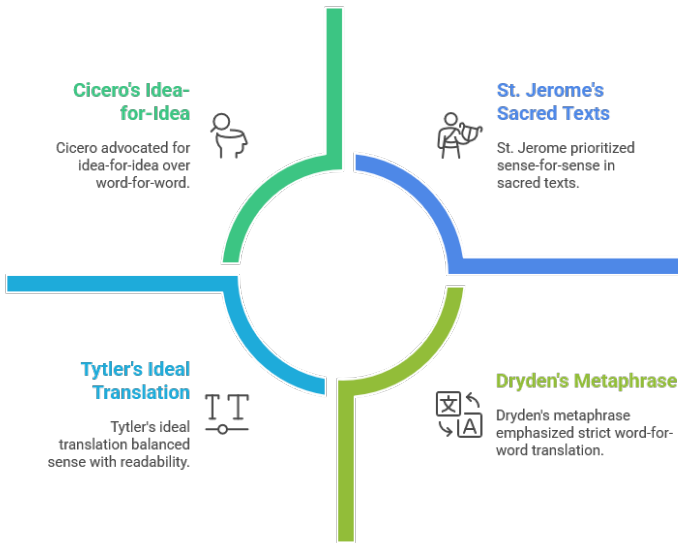 Cicero's Idea-
for-Idea
Cicero advocated for
idea-for-idea over
word-for-word.
St. Jerome's
Sacred Texts
St. Jerome prioritized
sense-for-sense in
sacred texts.
Tytler's Ideal
Translation
Tytler's ideal
translation balanced
sense with readability.
TT
Dryden's Metaphrase
Dryden's metaphrase
emphasized strict word-for-
word translation.
文
A